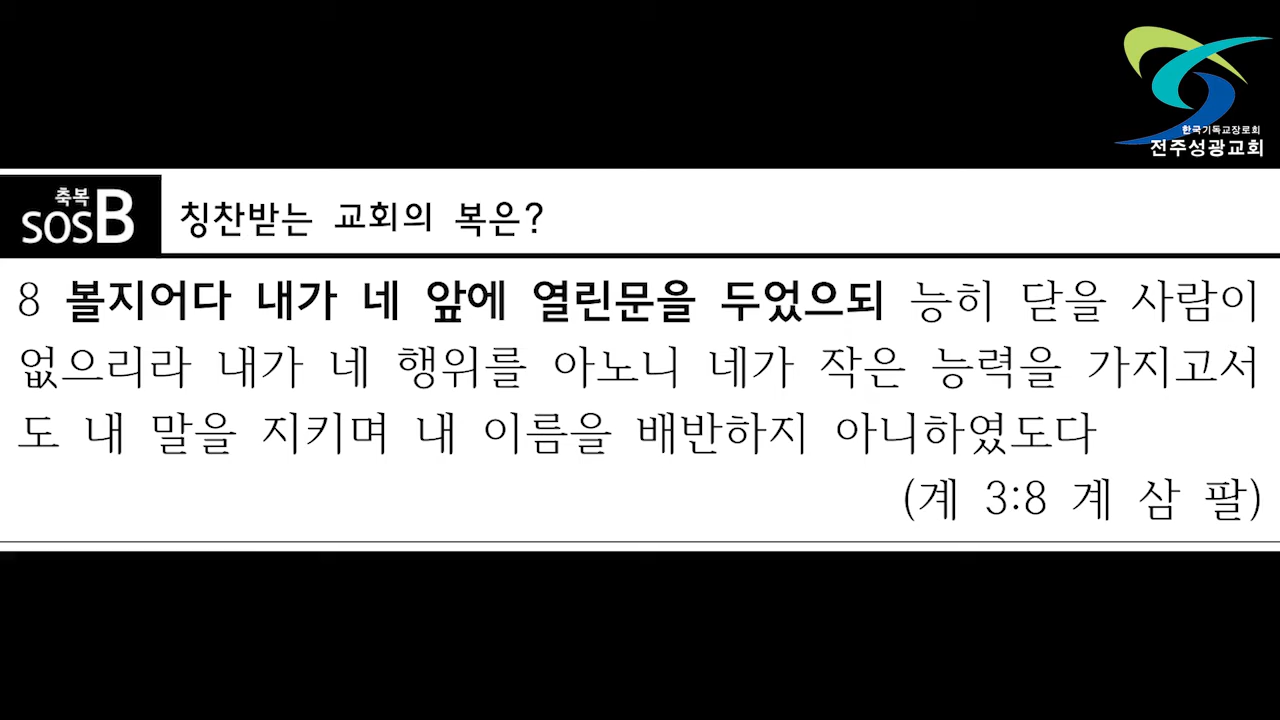 한국기독교장로회
전주성광교회
축복
SOSB
칭찬받는 교회의 복은?
8 볼지어다 내가 네 앞에 열린문을 두었으되 능히 닫을 사람이
없으리라 내가 네 행위를 아노니 네가 작은 능력을 가지고서
도 내 말을 지키며 내 이름을 배반하지 아니하였도다
(계 3:8 계 삼 팔)